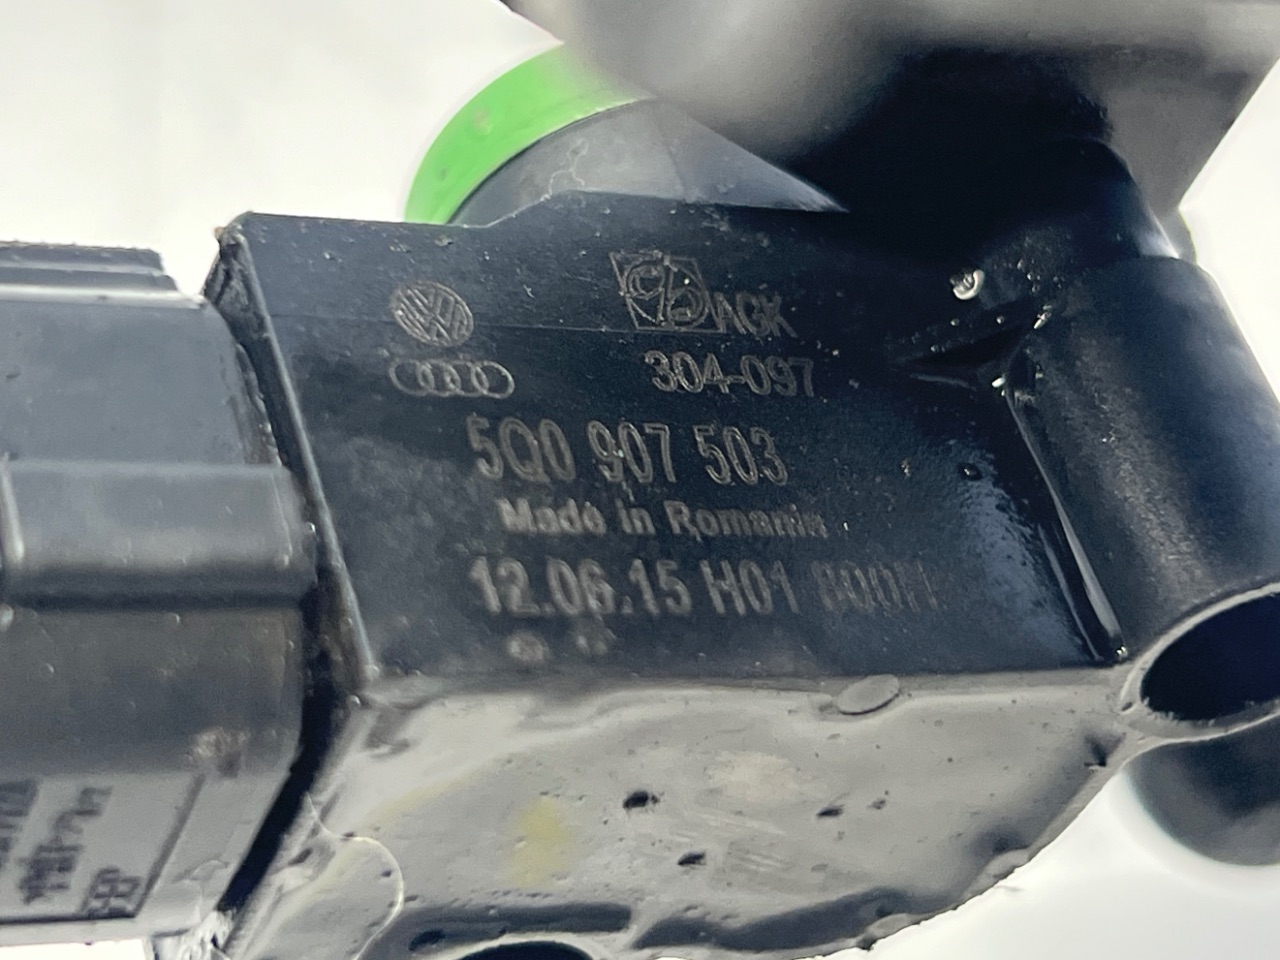 AGK
304-097
5Q0 907 503
Made in Romania
12.06.15 H01